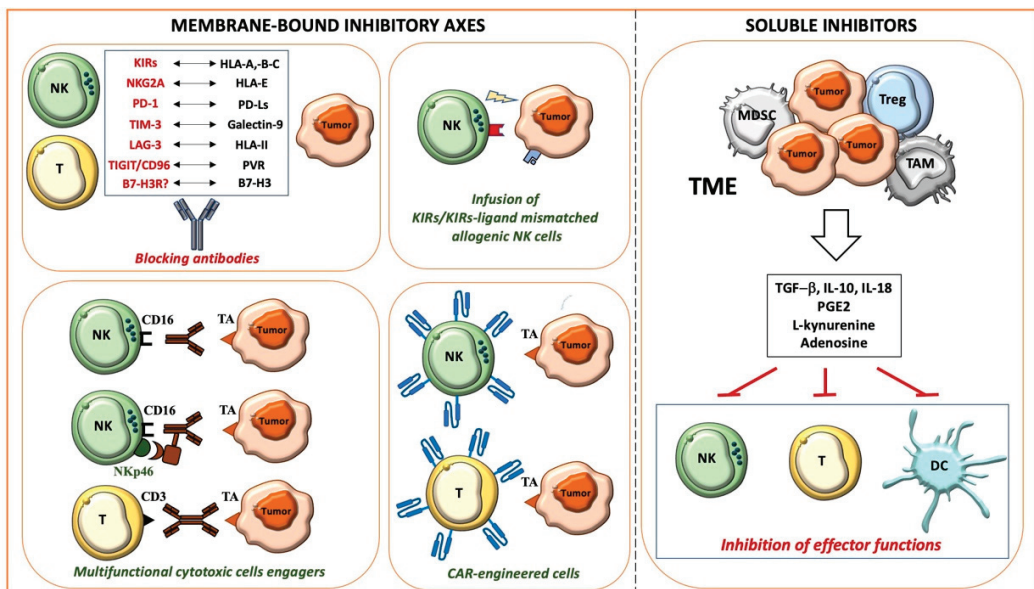 MEMBRANE-BOUND INHIBITORY AXES
NK
T
KIRs HLA-A,-B-C
NKG2A HLA-E
PD-1 PD-Ls
TIM-3 Galectin-9
LAG-3 HLA-II
TIGIT/CD96 PVR
B7-H3R? B7-H3
Tumor
Blocking antibodies
NK
Tumor
Infusion of
KIRs/KIRs-ligand mismatched
allogenic NK cells
NK
CD16
TA
Tumor
NK
CD16
NKp46
TA
Tumor
T
CD3
TA
Tumor
Multifunctional cytotoxic cells engagers
NK
TA
Tumor
T
TA
Tumor
CAR-engineered cells
SOLUBLE INHIBITORS
Tumor
Treg
MDSC
Tumor
Tumor
TAM
TME
TGF–β, IL-10, IL-18
PGE2
L-kynurenine
Adenosine
NK
T
DC
Inhibition of effector functions